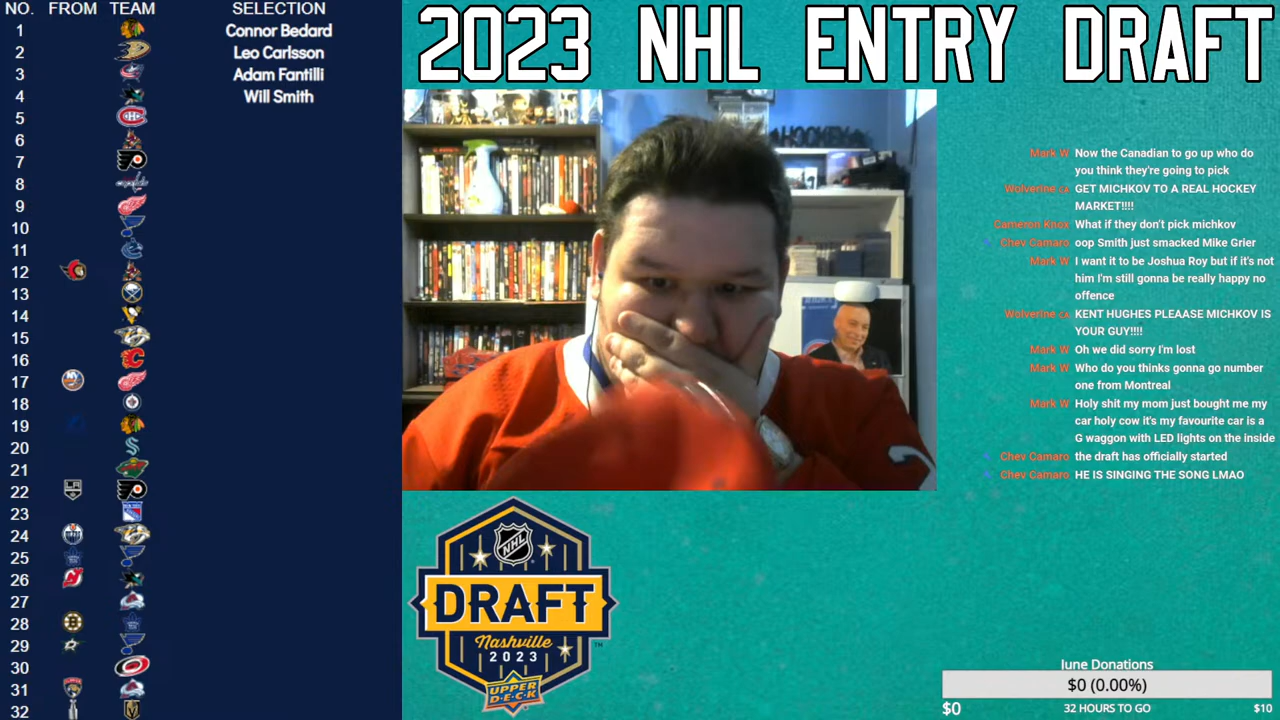 NO. FROM TEAM SELECTION
2023 NHL ENTRY DRAFT
1 Connor Bedard
2 Leo Carlsson
3 Adam Fantilli
4 Will Smith
5
6
7
8
9
10
11
12
13
14
15
16
17
18
19
20
21
22
23
24
25
26
27
28
29
30
31
32
HOCKEY
Mark W Now the Canadian to go up who do
you think they're going to pick
Wolverine CA GET MICHKOV TO A REAL HOCKEY
MARKET!!!!
Cameron Knox What if they don't pick michkov
Chev Camaro oop Smith just smacked Mike Grier
Mark W I want it to be Joshua Roy but if it's not
him I'm still gonna be really happy no
offence
Wolverine CA KENT HUGHES PLEAASE MICHKOV IS
YOUR GUY!!!!
Mark W Oh we did sorry I'm lost
Mark W Who do you thinks gonna go number
one from Montreal
Mark W Holy shit my mom just bought me my
car holy cow it's my favourite car is a
G waggon with LED lights on the inside
Chev Camaro the draft has officially started
Chev Camaro HE IS SINGING THE SONG LMAO
NHL
DRAFT
Nashville
2023
UPPER
DECK
TM
June Donations
$0 (0.00%)
$0 32 HOURS TO GO $10